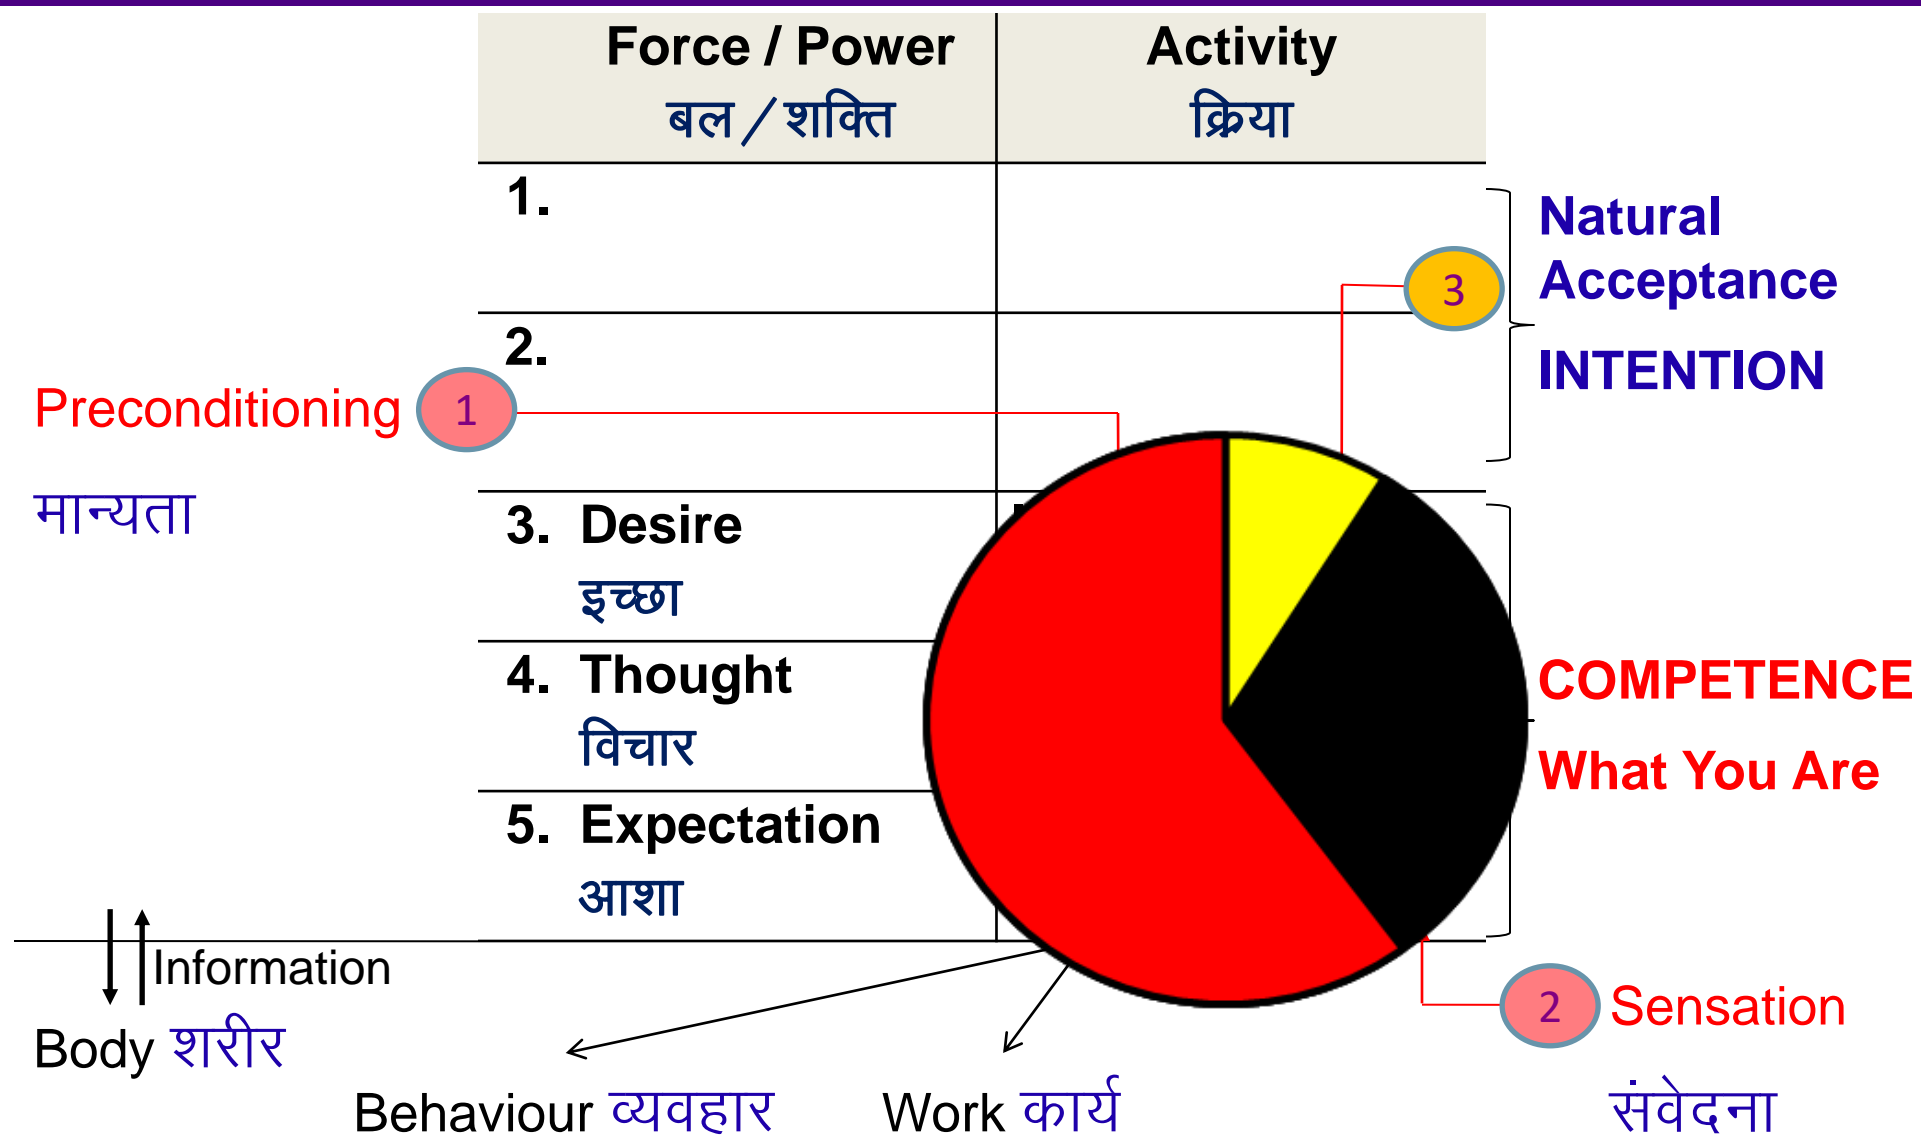 Force / Power
बल / शक्ति
Activity
क्रिया
1.
Natural
Acceptance
3
2.
INTENTION
Preconditioning 1
मान्यता
3. Desire
इच्छा
4. Thought
विचार
COMPETENCE
What You Are
5. Expectation
आशा
Information
Body शरीर
2 Sensation
संवेदना
Behaviour व्यवहार
Work कार्य